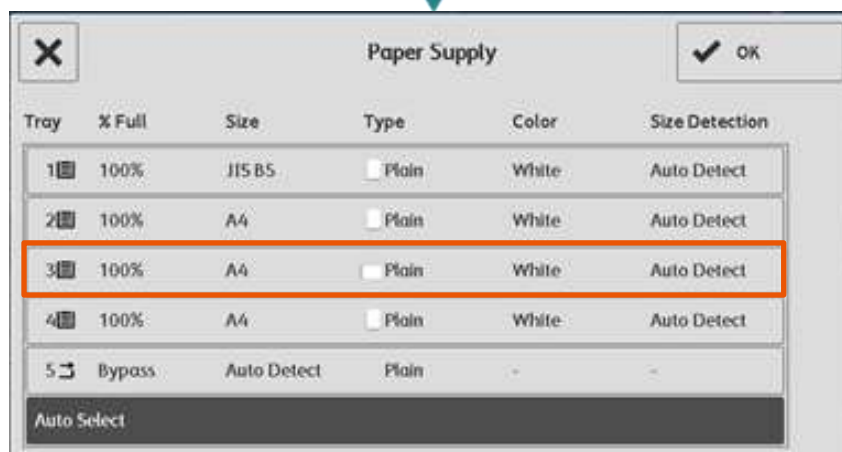 Paper Supply
OK
Tray % Full Size Type Color Size Detection
1 100% JIS B5 Plain White Auto Detect
2 100% A4 Plain White Auto Detect
3 100% A4 Plain White Auto Detect
4 100% A4 Plain White Auto Detect
5 Bypass Auto Detect Plain - -
Auto Select